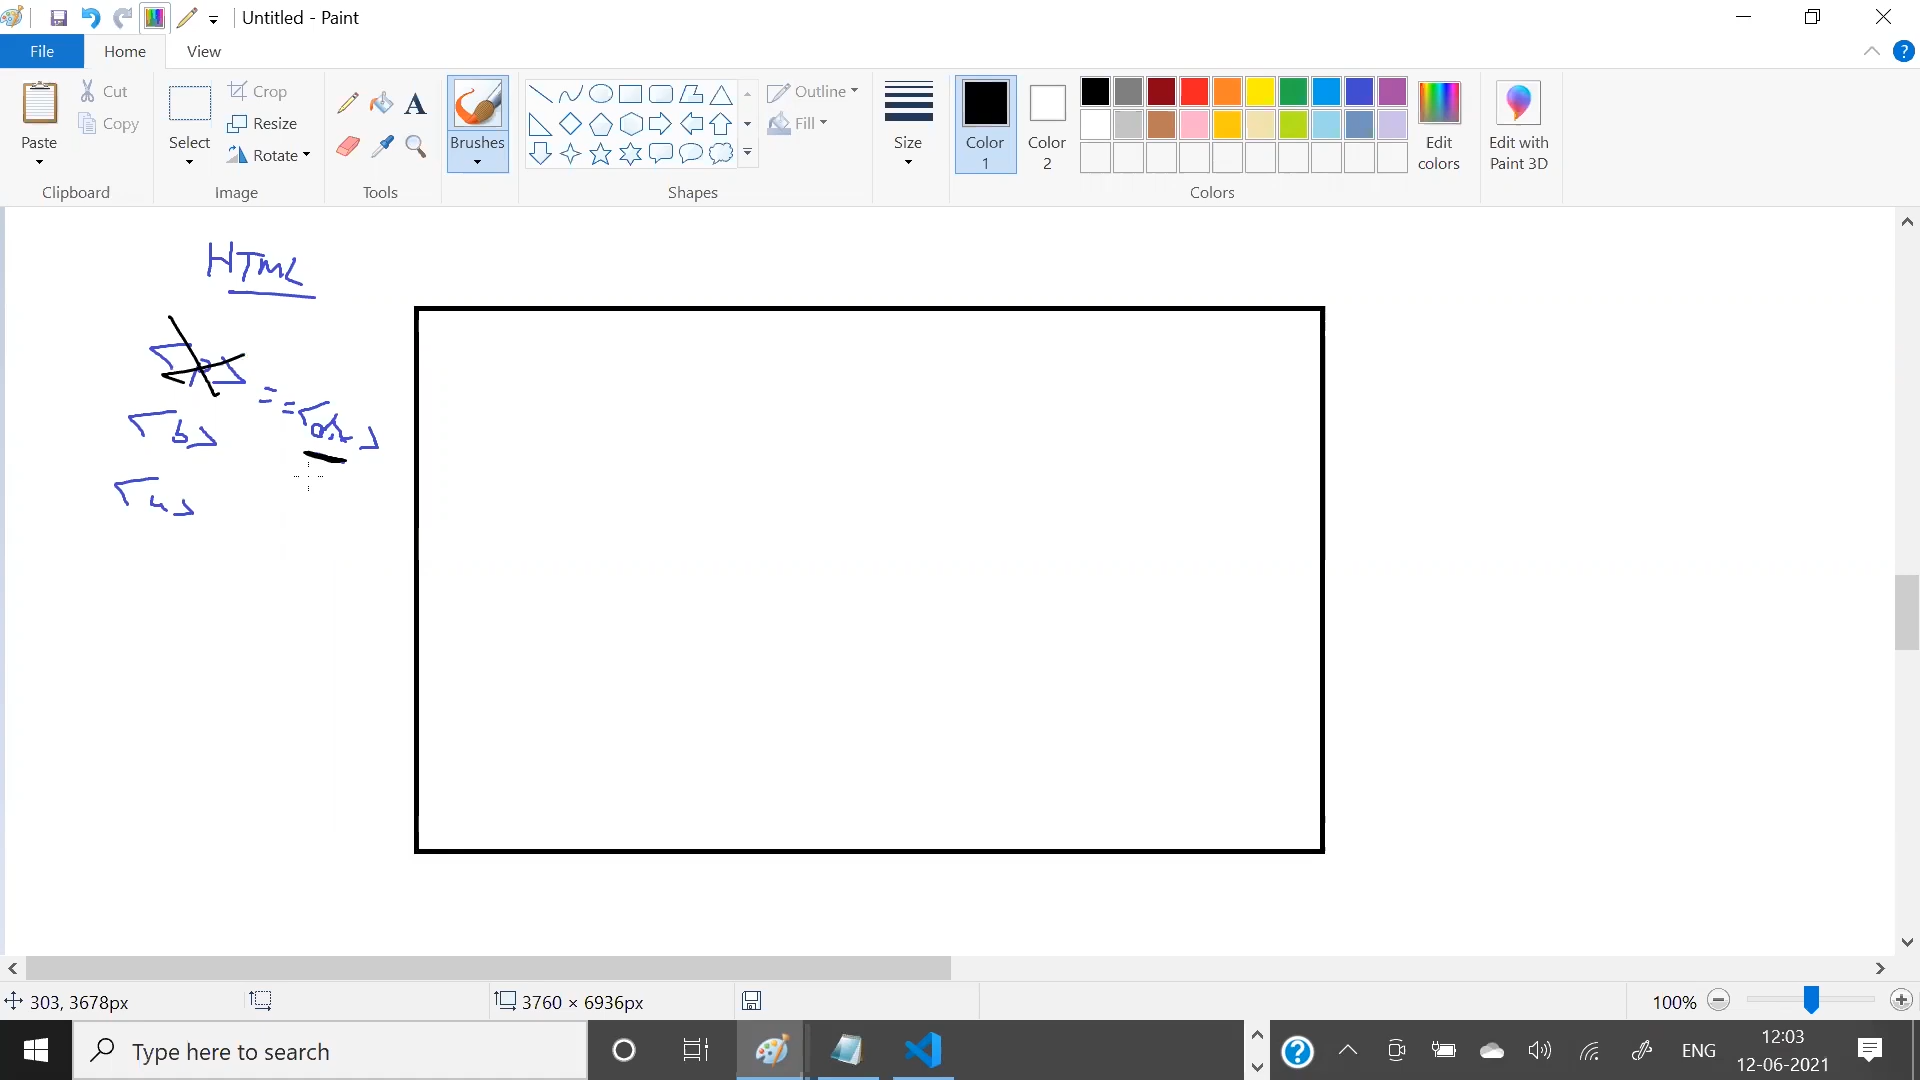 Untitled - Paint
File
Home
View
Paste
Cut
Copy
Clipboard
Select
Crop
Resize
Rotate
Image
A
Tools
Brushes
Shapes
Outline
Fill
Size
Color
1
Color
2
Edit
colors
Colors
Edit with
Paint 3D
?
HTML
<b>
<u>
303, 3678px
3760 × 6936px
100%
Type here to search
?
ENG
12:03
12-06-2021